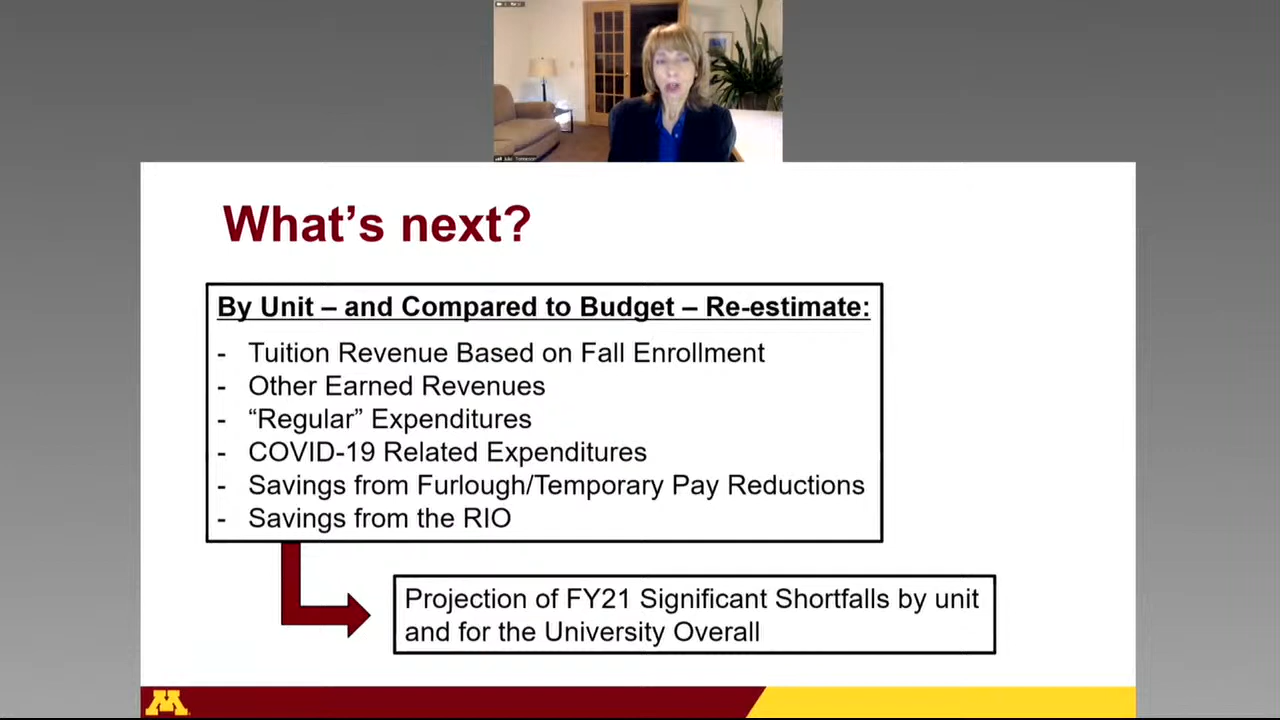 What's next?
By Unit – and Compared to Budget – Re-estimate:
- Tuition Revenue Based on Fall Enrollment
- Other Earned Revenues
- “Regular” Expenditures
- COVID-19 Related Expenditures
- Savings from Furlough/Temporary Pay Reductions
- Savings from the RIO
Projection of FY21 Significant Shortfalls by unit
and for the University Overall
M